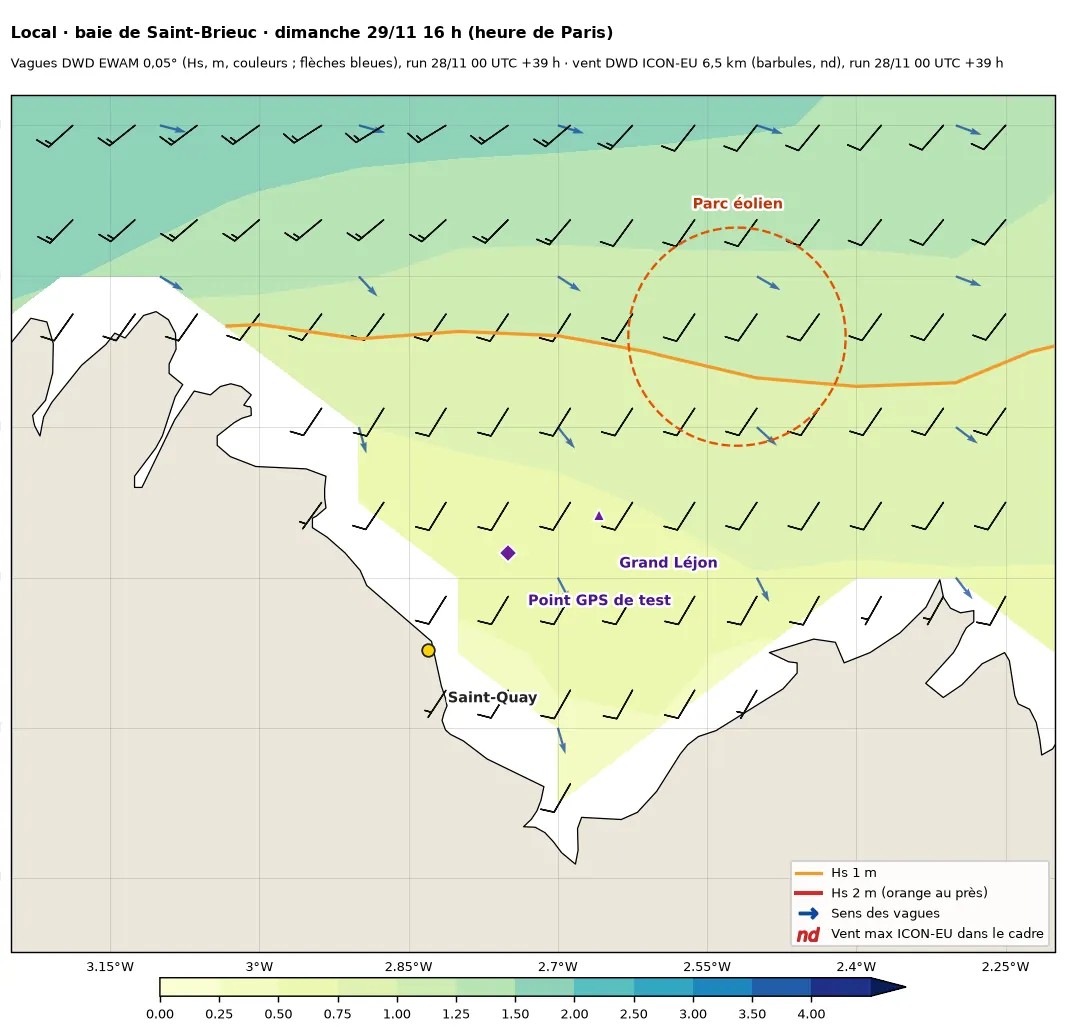 Local · baie de Saint-Brieuc · dimanche 29/11 16 h (heure de Paris)
Vagues DWD EWAM 0,05° (Hs, m, couleurs ; flèches bleues), run 28/11 00 UTC +39 h · vent DWD ICON-EU 6,5 km (barbules, nd), run 28/11 00 UTC +39 h
Parc éolien
Grand Léjon
Point GPS de test
Saint-Quay
Hs 1 m
Hs 2 m (orange au près)
Sens des vagues
nd Vent max ICON-EU dans le cadre
3.15°W 3°W 2.85°W 2.7°W 2.55°W 2.4°W 2.25°W
0.00 0.25 0.50 0.75 1.00 1.25 1.50 2.00 2.50 3.00 3.50 4.00